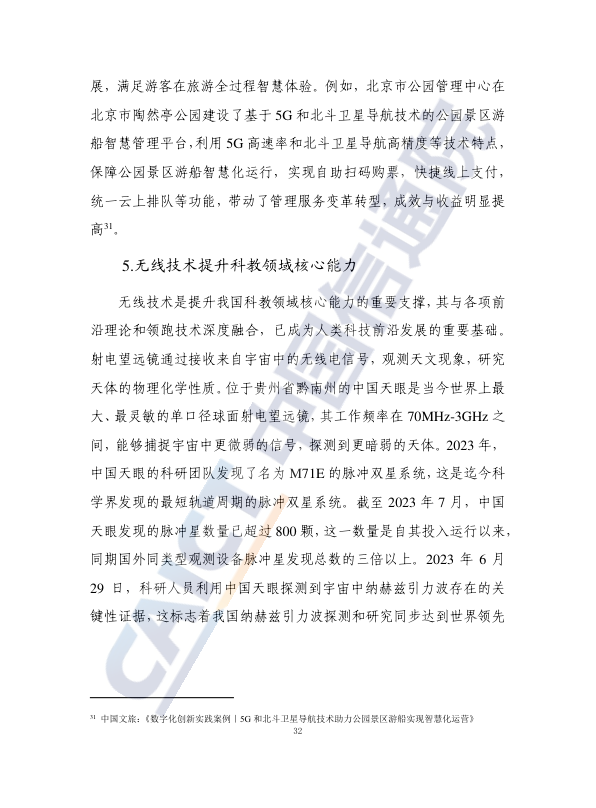 展，满足游客在旅游全过程智慧体验。例如，北京市公园管理中心在
北京市陶然亭公园建设了基于 5G 和北斗卫星导航技术的公园景区游
船智慧管理平台，利用 5G 高速率和北斗卫星导航高精度等技术特点，
保障公园景区游船智慧化运行，实现自助扫码购票，快捷线上支付，
统一云上排队等功能，带动了管理服务变革转型，成效与收益明显提
高31。
5.无线技术提升科教领域核心能力
无线技术是提升我国科教领域核心能力的重要支撑，其与各项前
沿理论和领跑技术深度融合，已成为人类科技前沿发展的重要基础。
射电望远镜通过接收来自宇宙中的无线电信号，观测天文现象，研究
天体的物理化学性质。位于贵州省黔南州的中国天眼是当今世界上最
大、最灵敏的单口径球面射电望远镜，其工作频率在 70MHz-3GHz 之
间，能够捕捉宇宙中更微弱的信号，探测到更暗弱的天体。2023 年，
中国天眼的科研团队发现了名为 M71E 的脉冲双星系统，这是迄今科
学界发现的最短轨道周期的脉冲双星系统。截至 2023 年 7 月，中国
天眼发现的脉冲星数量已超过 800 颗，这一数量是自其投入运行以来，
同期国外同类型观测设备脉冲星发现总数的三倍以上。2023 年 6 月
29 日，科研人员利用中国天眼探测到宇宙中纳赫兹引力波存在的关
键性证据，这标志着我国纳赫兹引力波探测和研究同步达到世界领先
31 中国文旅：《数字化创新实践案例｜5G 和北斗卫星导航技术助力公园景区游船实现智慧化运营》
32
CAICT 中国信通院